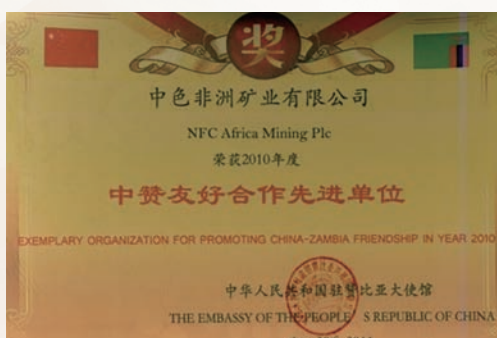 奖
中色非洲矿业有限公司
NFC Africa Mining Plc
荣获2010年度
中赞友好合作先进单位
EXEMPLARY ORGANIZATION FOR PROMOTING CHINA-ZAMBIA FRIENDSHIP IN YEAR 2010
中华人民共和国驻赞比亚大使馆
THE EMBASSY OF THE PEOPLE'S REPUBLIC OF CHINA